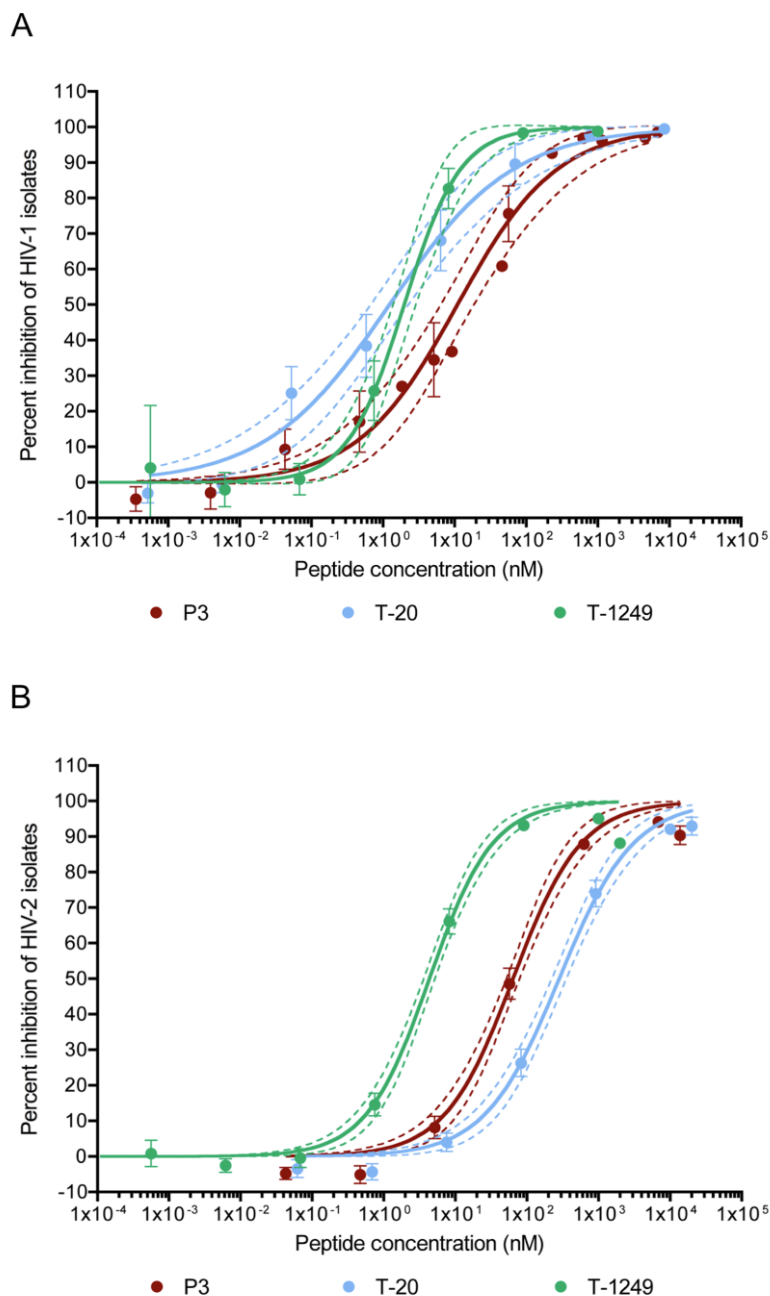 A
Percent inhibition of HIV-1 isolates
110
100
90
80
70
60
50
40
30
20
10
0
-10
1x10-4 1x10-3 1x10-2 1x10-1 1x100 1x101 1x102 1x103 1x104 1x105
Peptide concentration (nM)
P3 T-20 T-1249
B
Percent inhibition of HIV-2 isolates
110
100
90
80
70
60
50
40
30
20
10
0
-10
1x10-4 1x10-3 1x10-2 1x10-1 1x100 1x101 1x102 1x103 1x104 1x105
Peptide concentration (nM)
P3 T-20 T-1249